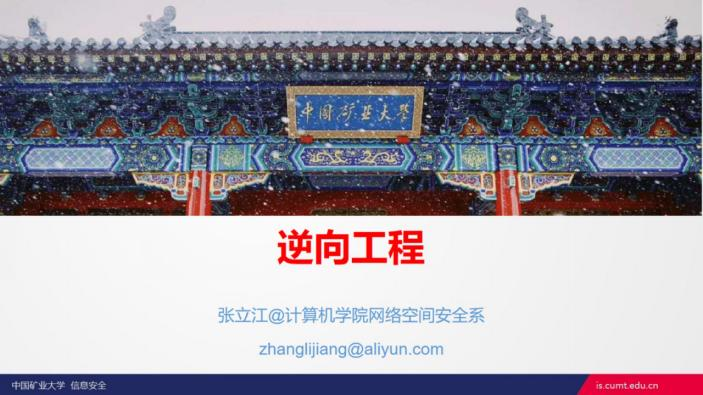 中国矿业大学
逆向工程
张立江@计算机学院网络空间安全系
zhanglijiang@aliyun.com
中国矿业大学 信息安全
is.cumt.edu.cn